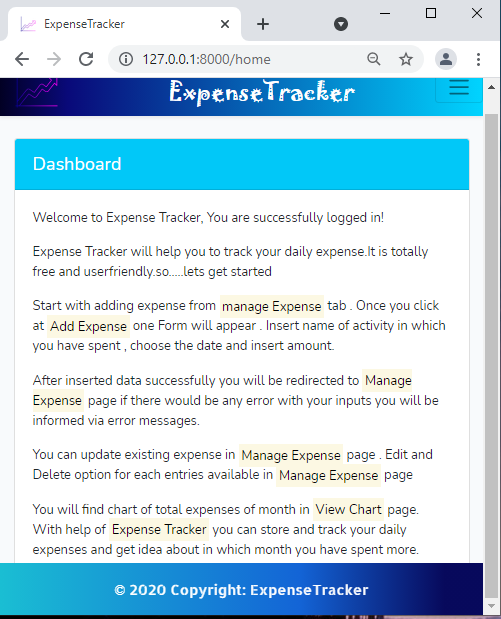 ExpenseTracker
127.0.0.1:8000/home
ExpenseTracker
Dashboard
Welcome to Expense Tracker, You are successfully logged in!
Expense Tracker will help you to track your daily expense.It is totally
free and userfriendly.so.....lets get started
Start with adding expense from manage Expense tab . Once you click
at Add Expense one Form will appear . Insert name of activity in which
you have spent , choose the date and insert amount.
After inserted data successfully you will be redirected to Manage
Expense page if there would be any error with your inputs you will be
informed via error messages.
You can update existing expense in Manage Expense page . Edit and
Delete option for each entries available in Manage Expense page
You will find chart of total expenses of month in View Chart page.
With help of Expense Tracker you can store and track your daily
expenses and get idea about in which month you have spent more.
© 2020 Copyright: ExpenseTracker